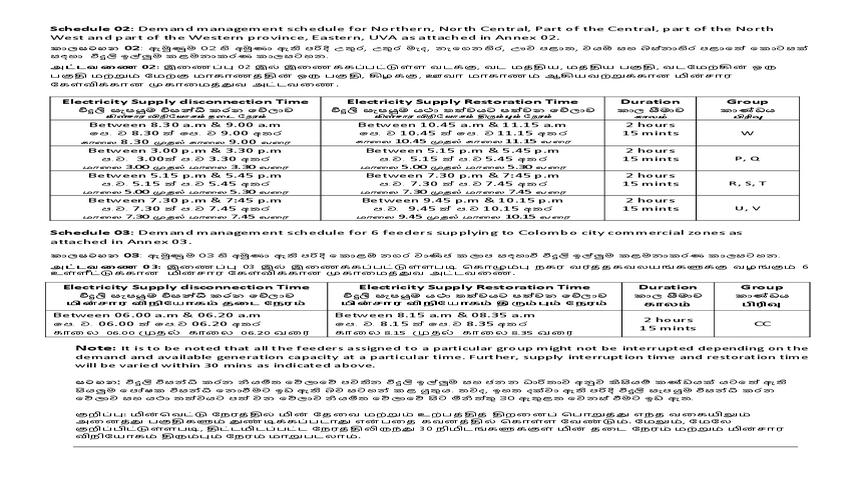 Schedule 02: Demand management schedule for Northern, North Central, Part of the Central, part of the North
West and part of the Western province, Eastern, UVA as attached in Annex 02.
කාලසටහන 02: ඇමුණුම 02 හි අමුණා ඇති පරිදි උතුර, උතුර මැද, නැගෙනහිර, ඌව පළාත, වයඹ සහ බස්නාහිර පළාතේ කොටසක්
සඳහා විදුලි ඉල්ලුම් කළමනාකරණ කාලසටහන.
அட்டவணை 02: இணைப்பு 02 இல் இணைக்கப்பட்டுள்ள வடக்கு, வட மத்திய, மத்திய பகுதி, வடமேற்கின் ஒரு
பகுதி மற்றும் மேற்கு மாகாணத்தின் ஒரு பகுதி, கிழக்கு, ஊவா மாகாணம் ஆகியவற்றுக்கான மின்சார
கேள்விக்கான முகாமைத்துவ அட்டவணை.
Electricity Supply disconnection Time Electricity Supply Restoration Time Duration Group
විදුලි සැපයුම විසන්ධි කරන වේලාව විදුලි සැපයුම යථා තත්වයට පත්වන වේලාව කාල සීමාව කාණ්ඩය
மின்சார விநியோகம் தடை நேரம் மின்சார விநியோகம் திரும்பும் நேரம் காலம் பிரிவு
Between 8.30 a.m & 9.00 a.m Between 10.45 a.m & 11.15 a.m 2 hours
පෙ. ව 8.30 ත් පෙ. ව 9.00 අතර පෙ. ව 10.45 ත් පෙ. ව 11.15 අතර 15 mints W
காலை 8.30 முதல் காலை 9.00 வரை காலை 10.45 முதல் காலை 11.15 வரை
Between 3.00 p.m & 3.30 p.m Between 5.15 p.m & 5.45 p.m 2 hours
ප.ව. 3.00ත් ප.ව 3.30 අතර ප.ව. 5.15 ත් ප.ව 5.45 අතර 15 mints P, Q
மாலை 3.00 முதல் மாலை 3.30 வரை மாலை 5.00 முதல் மாலை 5.30 வரை
Between 5.15 p.m & 5.45 p.m Between 7.30 p.m & 7:45 p.m 2 hours
ප.ව. 5.15 ත් ප.ව 5.45 අතර ප.ව. 7.30 ත් ප.ව 7.45 අතර 15 mints R, S, T
மாலை 5.00 முதல் மாலை 5.30 வரை மாலை 7.30 முதல் மாலை 7.45 வரை
Between 7.30 p.m & 7:45 p.m Between 9.45 p.m & 10.15 p.m 2 hours
ප.ව. 7.30 ත් ප.ව 7.45 අතර ප.ව. 9.45 ත් ප.ව 10.15 අතර 15 mints U, V
மாலை 7.30 முதல் மாலை 7.45 வரை மாலை 9.45 முதல் மாலை 10.15 வரை
Schedule 03: Demand management schedule for 6 feeders supplying to Colombo city commercial zones as
attached in Annex 03.
කාලසටහන 03: ඇමුණුම 03 හි අමුණා ඇති පරිදි කොළඹ නගර වාණිජ කලාප සඳහා විදුලි ඉල්ලුම් කළමනාකරණ කාලසටහන.
அட்டவணை 03: இணைப்பு 03 இல் இணைக்கப்பட்டுள்ளபடி கொழும்பு நகர வர்த்தகவலயங்களுக்கு வழங்கும் 6
உள்ளீட்டுக்கான மின்சார கேள்விக்கான முகாமைத்துவ அட்டவணை.
Electricity Supply disconnection Time Electricity Supply Restoration Time Duration Group
විදුලි සැපයුම විසන්ධි කරන වේලාව විදුලි සැපයුම යථා තත්වයට පත්වන වේලාව කාල සීමාව කාණ්ඩය
மின்சார விநியோகம் தடை நேரம் மின்சார விநியோகம் திரும்பும் நேரம் காலம் பிரிவு
Between 06.00 a.m & 06.20 a.m Between 8.15 a.m & 08.35 a.m 2 hours
පෙ. ව. 06.00 ත් පෙ. ව 06.20 අතර පෙ. ව. 8.15 ත් පෙ. ව 8.35 අතර 15 mints CC
காலை 06.00 முதல் காலை 06.20 வரை காலை 8.15 முதல் காலை 8.35 வரை
Note: It is to be noted that all the feeders assigned to a particular group might not be interrupted depending on the
demand and available generation capacity at a particular time. Further, supply interruption time and restoration time
will be varied within 30 mins as indicated above.
සටහන: විදුලි විසන්ධි කරන නියමිත වේලාවේ පවතින විදුලි ඉල්ලුම සහ ජනන ධාරිතාව අනුව කිසියම් කාණ්ඩයක් යටතේ ඇති
සියලුම පෝෂක විසන්ධි නොවීමට ඉඩ ඇති බව සටහන් කළ යුතුය. තවද, ඉහත දක්වා ඇති පරිදි විදුලි සැපයුම විසන්ධි කරන
වේලාව සහ යථා තත්වයට පත් වන වේලාව නියමිත වේලාවේ සිට මිනිත්තු 30 ඇතුළත වෙනස් වීමට ඉඩ ඇත.
குறிப்பு: மின்வெட்டு நேரத்தில் மின் தேவை மற்றும் உற்பத்தித் திறனைப் பொறுத்து எந்த வகையிலும்
அனைத்து பகுதிகளும் துண்டிக்கப்படாது என்பதை கவனத்தில் கொள்ள வேண்டும். மேலும், மேலே
குறிப்பிட்டுள்ளபடி, திட்டமிடப்பட்ட நேரத்திலிருந்து 30 நிமிடங்களுக்குள் மின் தடை நேரம் மற்றும் மின்சார
விநியோகம் திரும்பும் நேரம் மாறுபடலாம்.